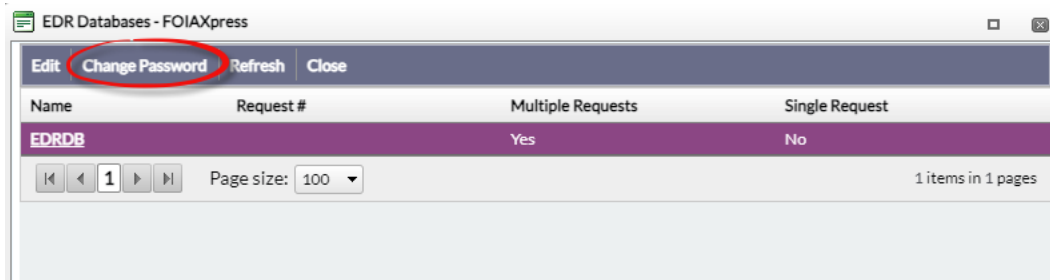 EDR Databases - FOIAXpress
Edit Change Password Refresh Close
Name Request # Multiple Requests Single Request
EDRDB Yes No
1 Page size: 100 1 items in 1 pages